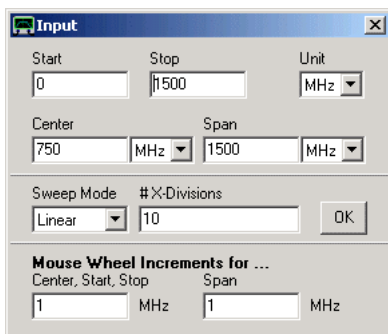 Input
Start Stop Unit
0 1500 MHz
Center Span
750 MHz 1500 MHz
Sweep Mode # X-Divisions
Linear 10 OK
Mouse Wheel Increments for ...
Center, Start, Stop Span
1 MHz 1 MHz